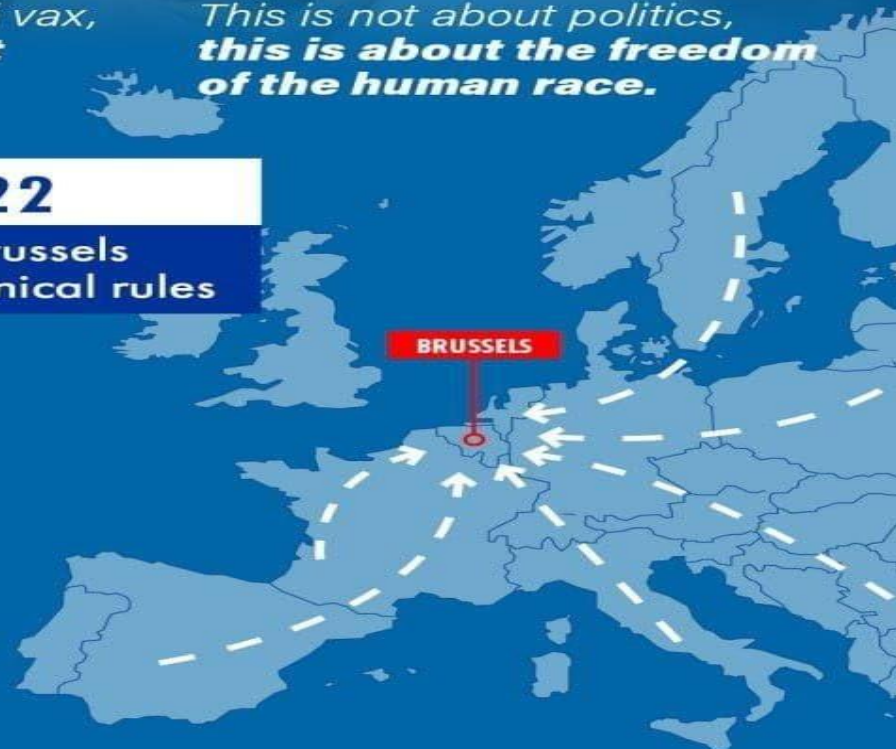 vax,
This is not about politics,
this is about the freedom
of the human race.
22
russels
nical rules
BRUSSELS